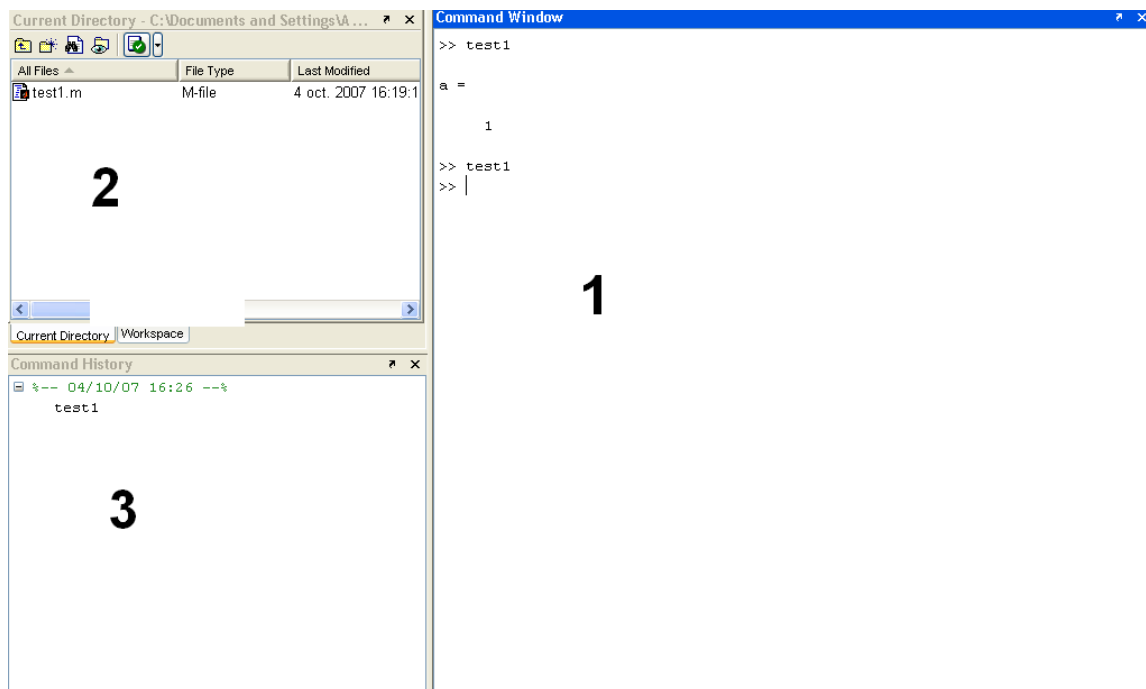 Current Directory - C:\Documents and Settings\A ...
All Files File Type Last Modified
test1.m M-file 4 oct. 2007 16:19:1
2
Current Directory Workspace
Command History
%-- 04/10/07 16:26 --%
test1
3
Command Window
>> test1
a =
1
>> test1
>>
1